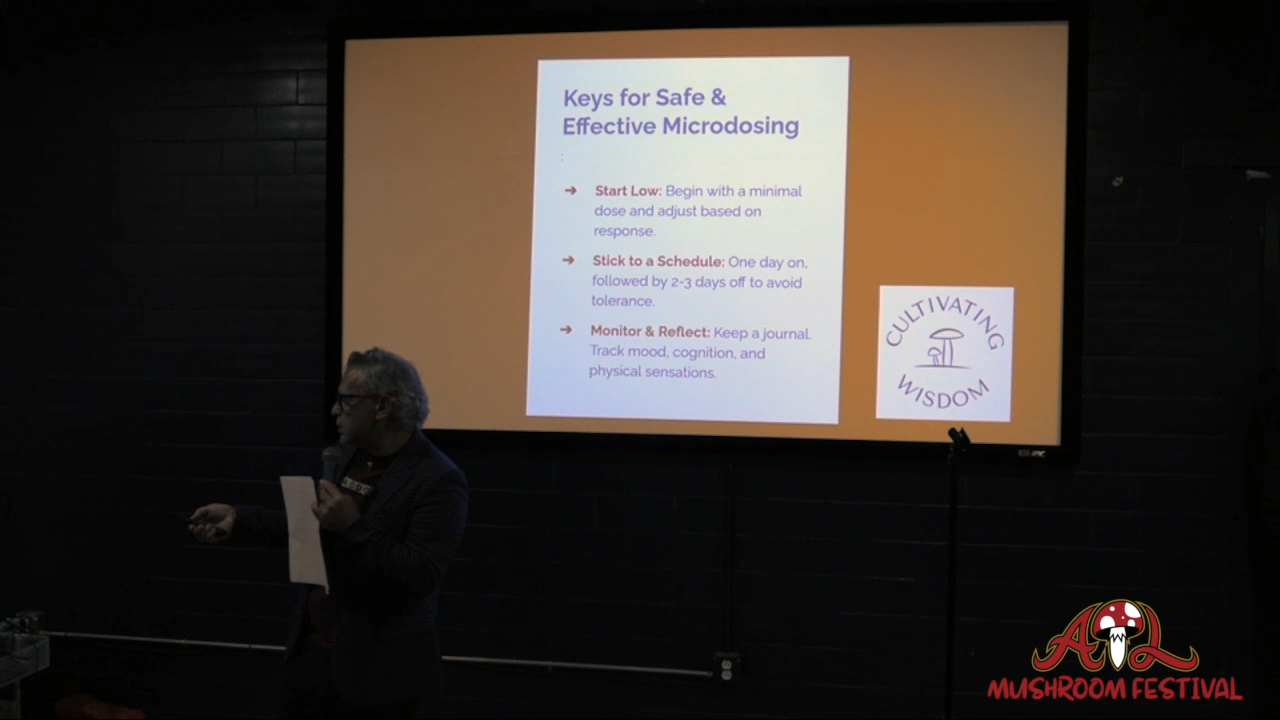 Keys for Safe &
Effective Microdosing
:
➔ Start Low: Begin with a minimal
dose and adjust based on
response.
➔ Stick to a Schedule: One day on,
followed by 2-3 days off to avoid
tolerance.
➔ Monitor & Reflect: Keep a journal.
Track mood, cognition, and
physical sensations.
CULTIVATING
WISDOM
ATL
MUSHROOM FESTIVAL